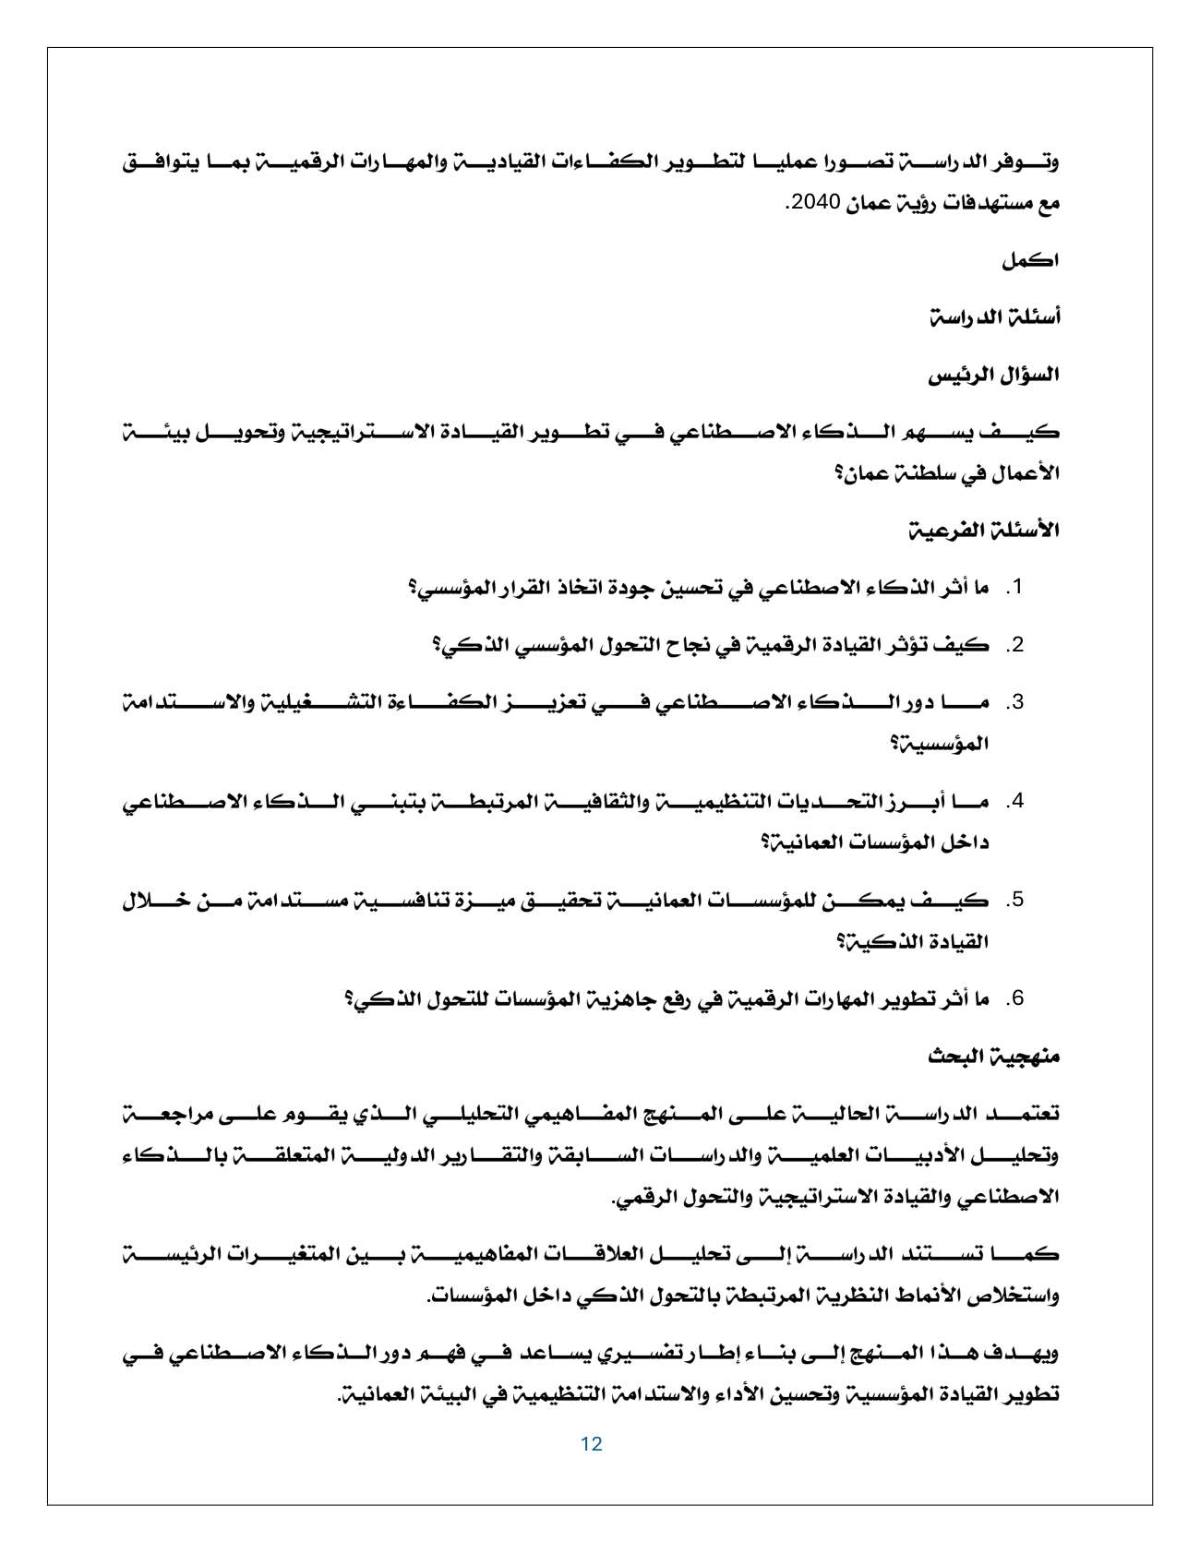 وتوفر الدراسة تصورا عمليا لتطوير الكفاءات القيادية والمهارات الرقمية بما يتوافق
مع مستهدفات رؤية عمان 2040.
اكمل
أسئلة الدراسة
السؤال الرئيس
كيف يسهم الذكاء الاصطناعي في تطوير القيادة الاستراتيجية وتحويل بيئة
الأعمال في سلطنة عمان؟
الأسئلة الفرعية
1. ما أثر الذكاء الاصطناعي في تحسين جودة اتخاذ القرار المؤسسي؟
2. كيف تؤثر القيادة الرقمية في نجاح التحول المؤسسي الذكي؟
3. ما دور الذكاء الاصطناعي في تعزيز الكفاءة التشغيلية والاستدامة
المؤسسية؟
4. ما أبرز التحديات التنظيمية والثقافية المرتبطة بتبني الذكاء الاصطناعي
داخل المؤسسات العمانية؟
5. كيف يمكن للمؤسسات العمانية تحقيق ميزة تنافسية مستدامة من خلال
القيادة الذكية؟
6. ما أثر تطوير المهارات الرقمية في رفع جاهزية المؤسسات للتحول الذكي؟
منهجية البحث
تعتمد الدراسة الحالية على المنهج المفاهيمي التحليلي الذي يقوم على مراجعة
وتحليل الأدبيات العلمية والدراسات السابقة والتقارير الدولية المتعلقة بالذكاء
الاصطناعي والقيادة الاستراتيجية والتحول الرقمي.
كما تستند الدراسة إلى تحليل العلاقات المفاهيمية بين المتغيرات الرئيسة
واستخلاص الأنماط النظرية المرتبطة بالتحول الذكي داخل المؤسسات.
ويهدف هذا المنهج إلى بناء إطار تفسيري يساعد في فهم دور الذكاء الاصطناعي في
تطوير القيادة المؤسسية وتحسين الأداء والاستدامة التنظيمية في البيئة العمانية.
12